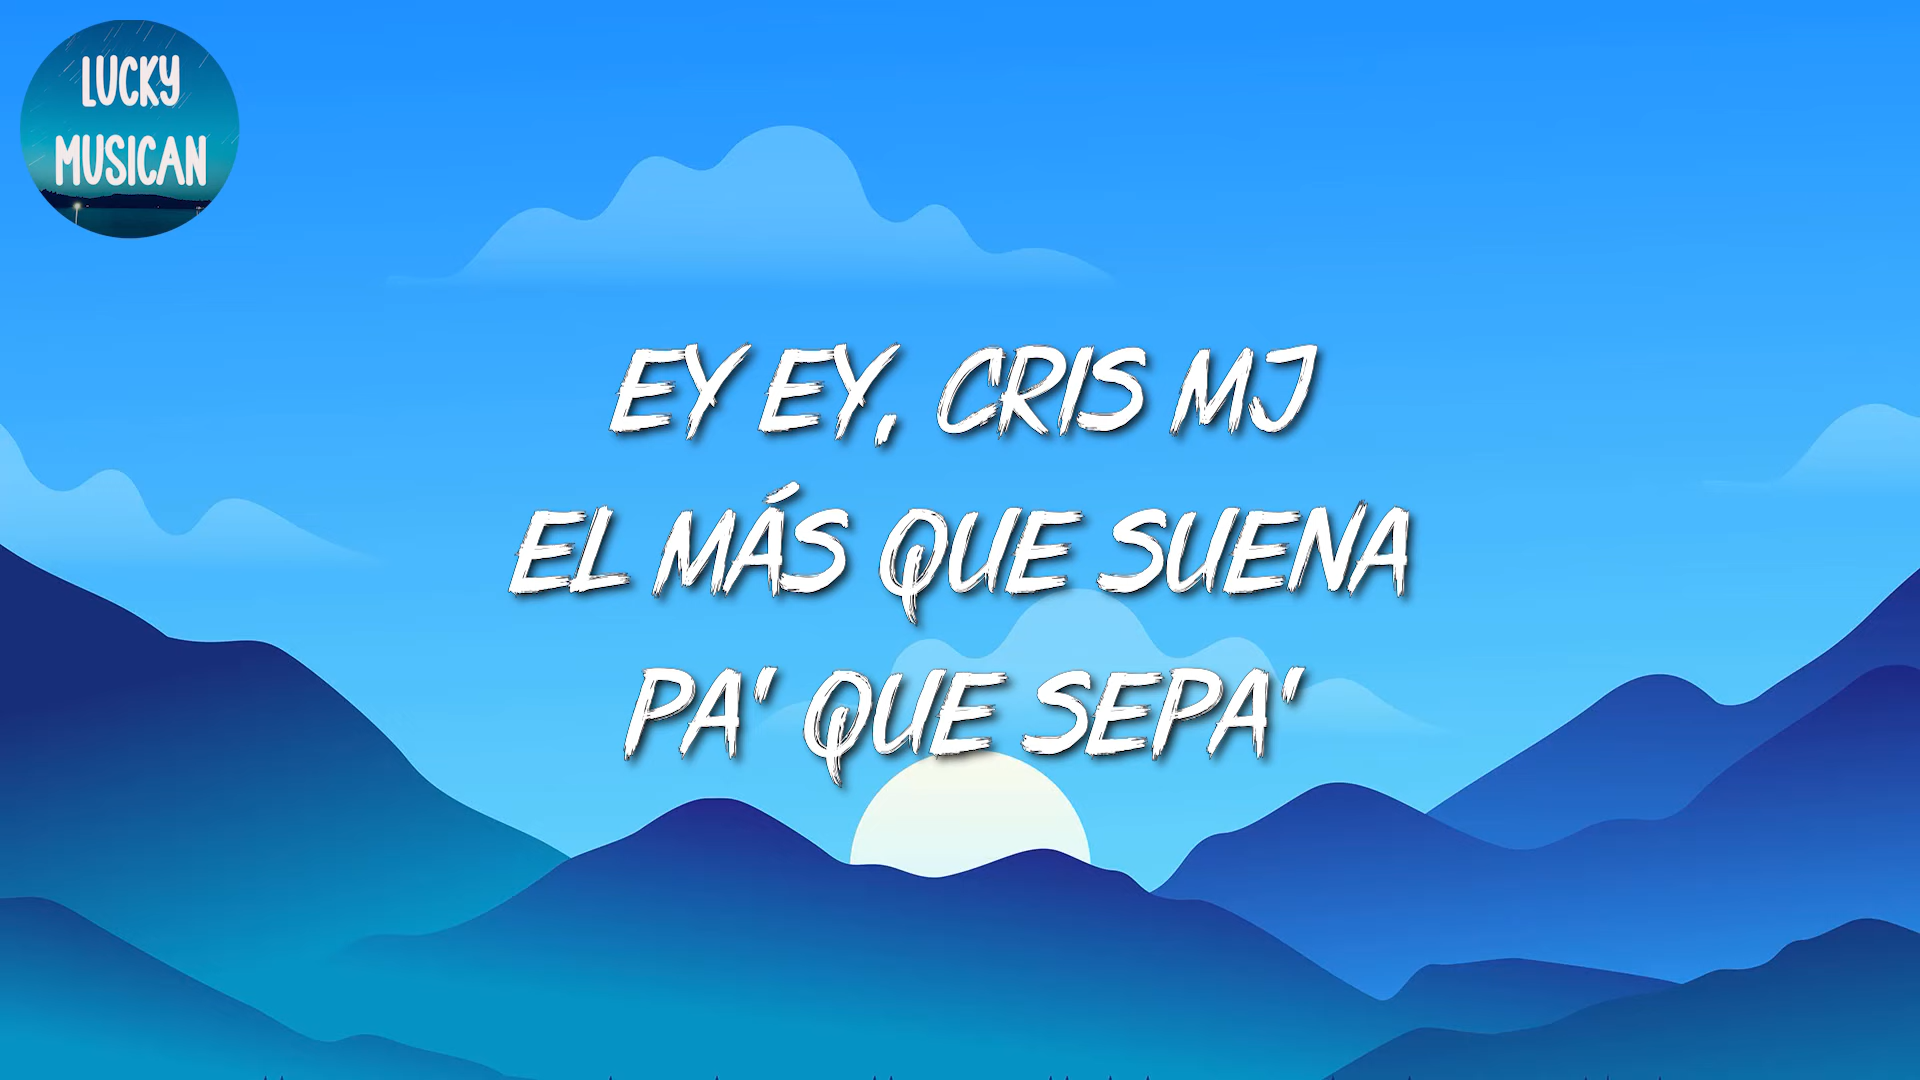 LUCKY
MUSICAN
EY EY, CRIS MJ
EL MÁS QUE SUENA
PA' QUE SEPA'